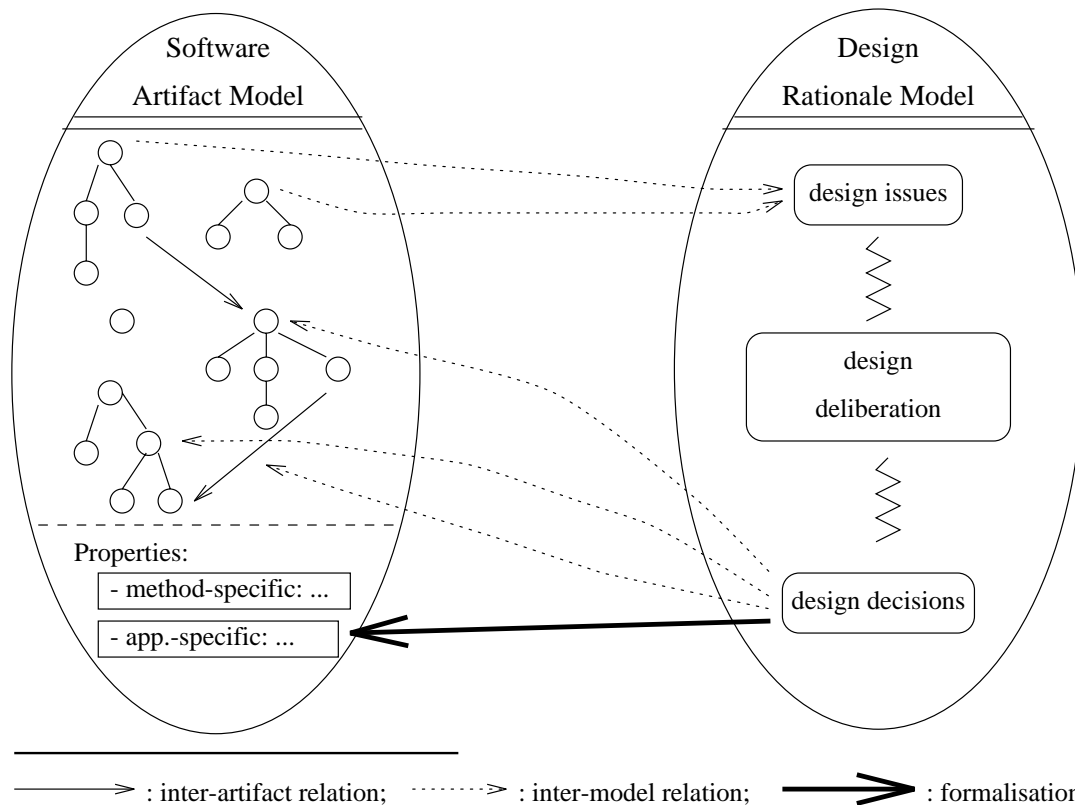 Software
Artifact Model
Design
Rationale Model
design issues
design
deliberation
design decisions
Properties:
- method-specific: ...
- app.-specific: ...
: inter-artifact relation;
: inter-model relation;
: formalisation